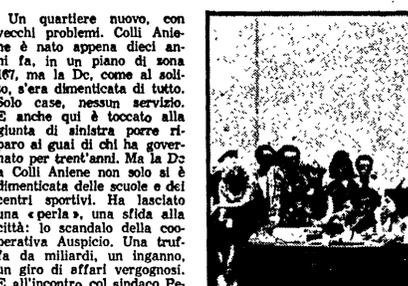 Un quartiere nuovo, con
vecchi problemi. Colli Anie-
ne è nato appena dieci an-
ni fa, in un piano di zona
167, ma la Dc, come al soli-
to, s'era dimenticata di tutto.
Solo case, nessun servizio.
E anche qui è toccato alla
giunta di sinistra porre ri-
paro ai guai di chi ha gover-
nato per trent'anni. Ma la Dc
a Colli Aniene non solo si è
dimenticata delle scuole e dei
centri sportivi. Ha lasciato
una « perla », una sfida alla
città: lo scandalo della coo-
perativa Auspicio. Una truf-
fa da miliardi, un inganno,
un giro di affari vergognosi.
E all'incontro col sindaco Pe-